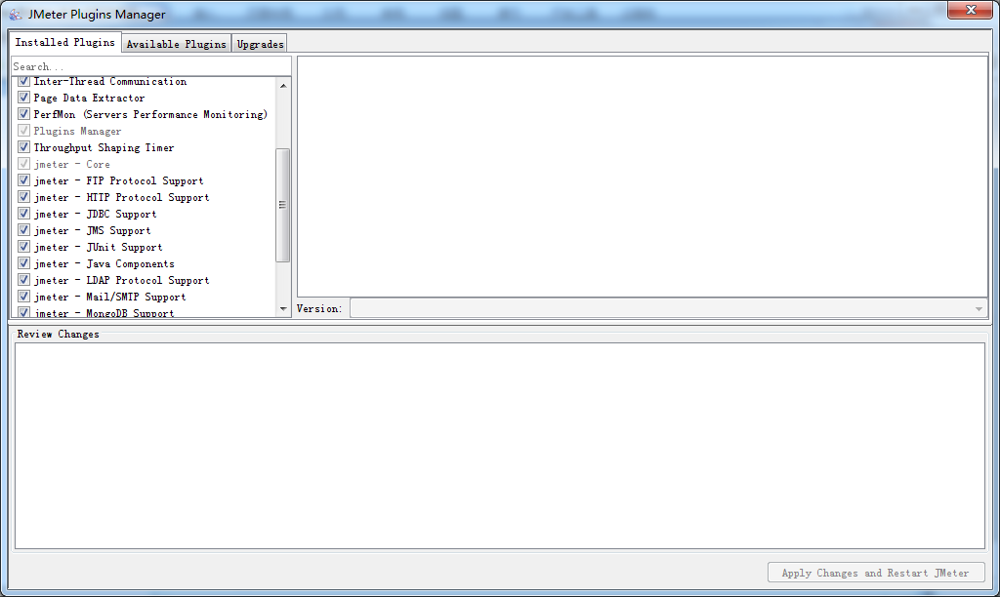 JMeter Plugins Manager
Installed Plugins
Available Plugins
Upgrades
Search...
Inter-Thread Communication
Page Data Extractor
PerfMon (Servers Performance Monitoring)
Plugins Manager
Throughput Shaping Timer
jmeter - Core
jmeter - FTP Protocol Support
jmeter - HTTP Protocol Support
jmeter - JDBC Support
jmeter - JMS Support
jmeter - JUnit Support
jmeter - Java Components
jmeter - LDAP Protocol Support
jmeter - Mail/SMTP Support
jmeter - MongoDB Support
Version:
Review Changes
Apply Changes and Restart JMeter